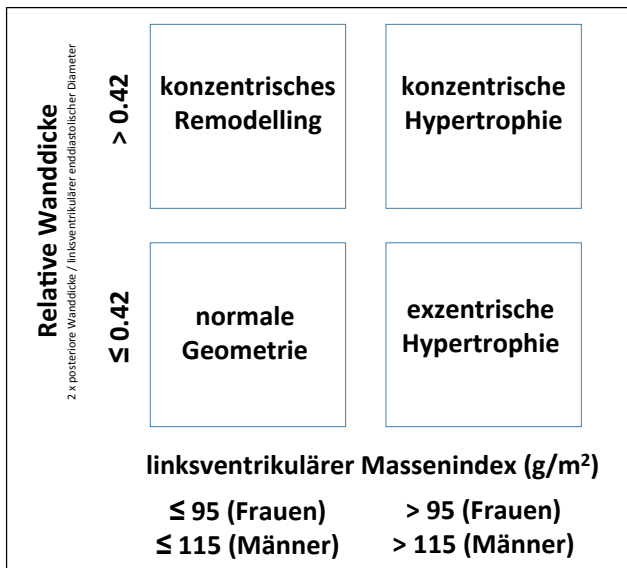 Relative Wanddicke
2 x posteriore Wanddicke / linksventrikulärer enddiastolischer Diameter
> 0.42
konzentrisches
Remodelling
konzentrische
Hypertrophie
≤ 0.42
normale
Geometrie
exzentrische
Hypertrophie
linksventrikulärer Massenindex (g/m²)
≤ 95 (Frauen)
≤ 115 (Männer)
> 95 (Frauen)
> 115 (Männer)